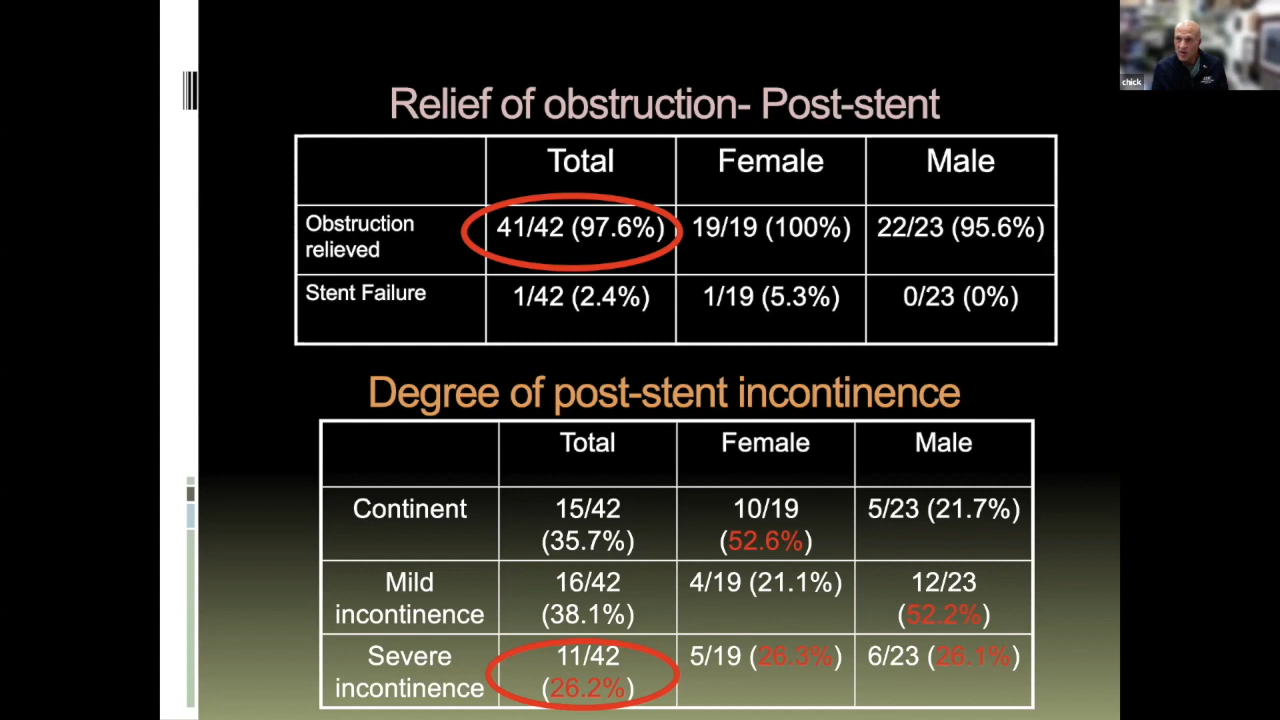 chick
Relief of obstruction- Post-stent
Total Female Male
Obstruction relieved 41/42 (97.6%) 19/19 (100%) 22/23 (95.6%)
Stent Failure 1/42 (2.4%) 1/19 (5.3%) 0/23 (0%)
Degree of post-stent incontinence
Total Female Male
Continent 15/42 (35.7%) 10/19 (52.6%) 5/23 (21.7%)
Mild incontinence 16/42 (38.1%) 4/19 (21.1%) 12/23 (52.2%)
Severe incontinence 11/42 (26.2%) 5/19 (26.3%) 6/23 (26.1%)